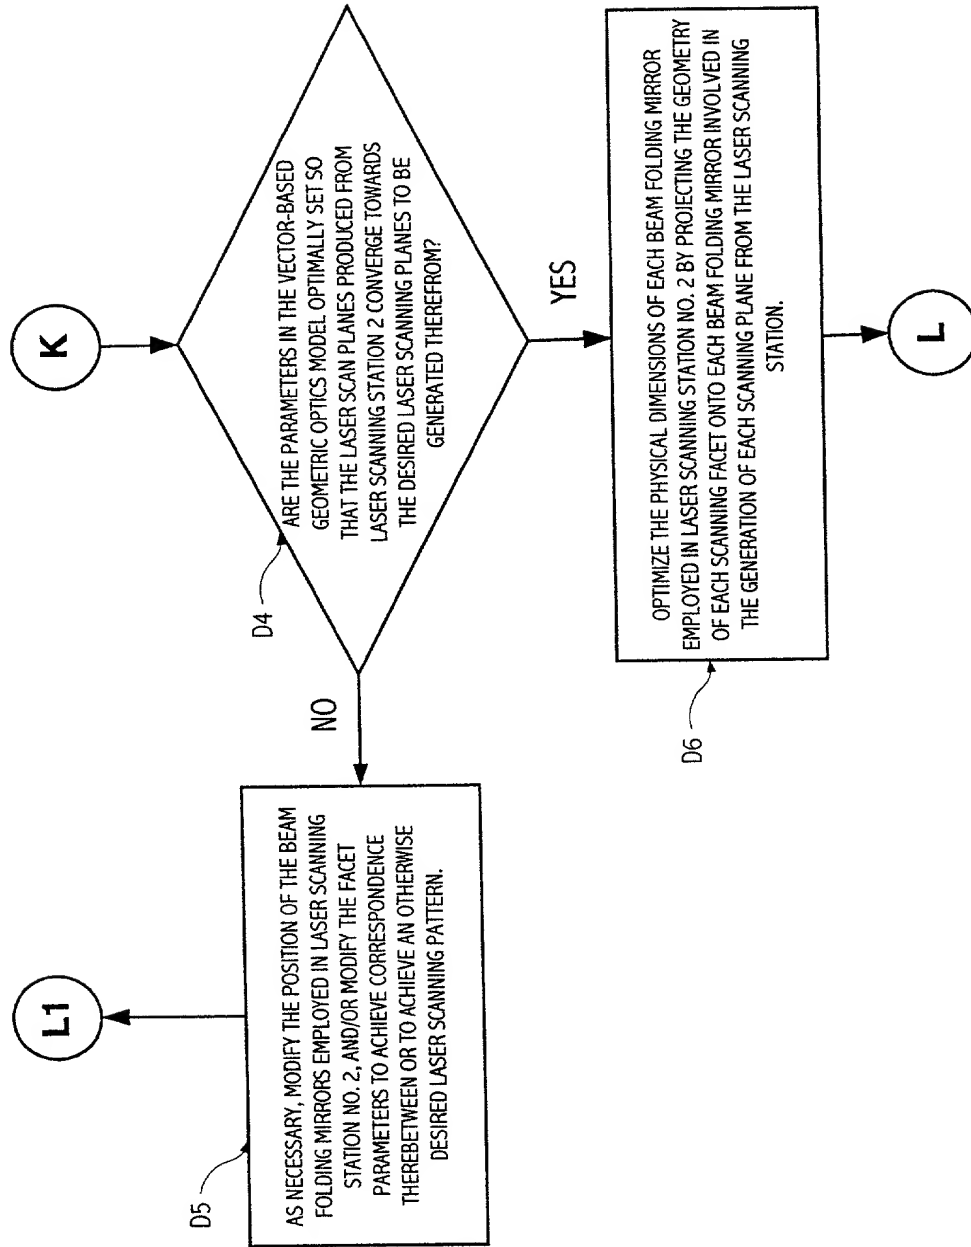 K
ARE THE PARAMETERS IN THE VECTOR-BASED
GEOMETRIC OPTICS MODEL OPTIMALLY SET SO
THAT THE LASER SCAN PLANES PRODUCED FROM
LASER SCANNING STATION 2 CONVERGE TOWARDS
THE DESIRED LASER SCANNING PLANES TO BE
GENERATED THEREFROM?
D4
NO
YES
L1
AS NECESSARY, MODIFY THE POSITION OF THE BEAM
FOLDING MIRRORS EMPLOYED IN LASER SCANNING
STATION NO. 2, AND/OR MODIFY THE FACET
PARAMETERS TO ACHIEVE CORRESPONDENCE
THEREBETWEEN OR TO ACHIEVE AN OTHERWISE
DESIRED LASER SCANNING PATTERN.
D5
OPTIMIZE THE PHYSICAL DIMENSIONS OF EACH BEAM FOLDING MIRROR
EMPLOYED IN LASER SCANNING STATION NO. 2 BY PROJECTING THE GEOMETRY
OF EACH SCANNING FACET ONTO EACH BEAM FOLDING MIRROR INVOLVED IN
THE GENERATION OF EACH SCANNING PLANE FROM THE LASER SCANNING
STATION.
D6
L